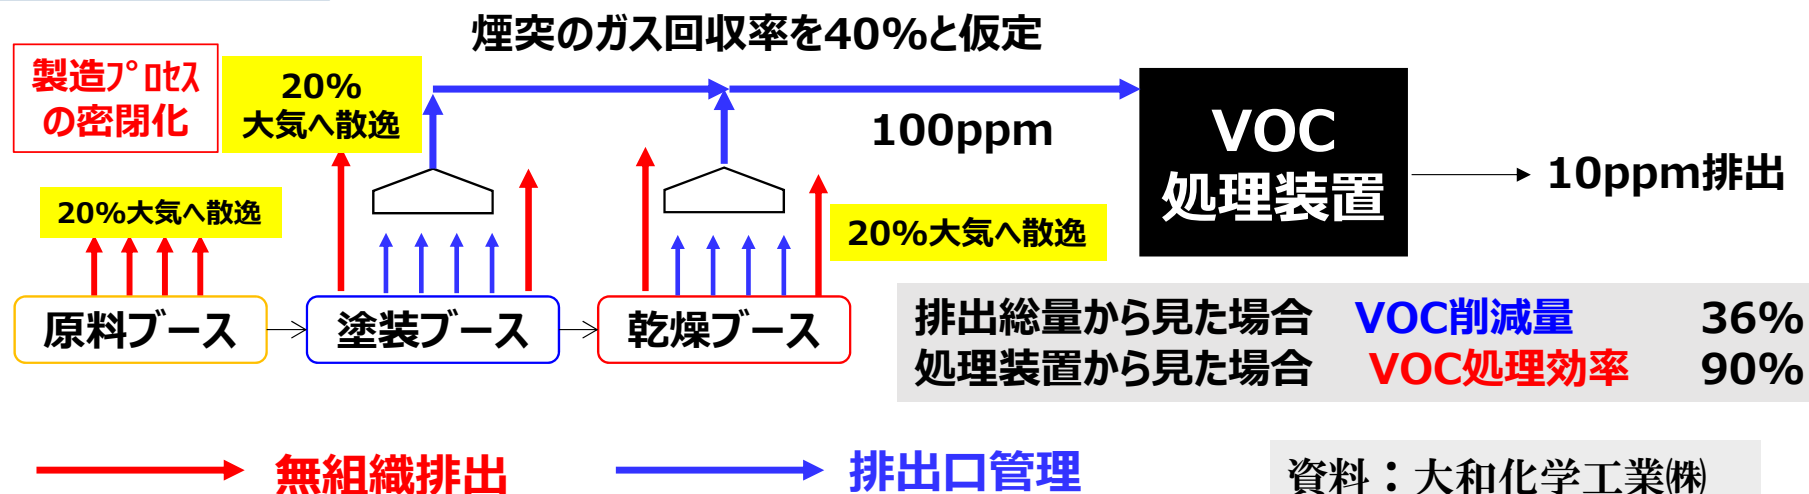 煙突のガス回収率を40%と仮定
製造ﾌﾟﾛｾｽ
の密閉化
20%
大気へ散逸
100ppm
VOC
処理装置
10ppm排出
20%大気へ散逸
20%大気へ散逸
原料ブース
塗装ブース
乾燥ブース
排出総量から見た場合 VOC削減量 36%
処理装置から見た場合 VOC処理効率 90%
無組織排出
排出口管理
資料：大和化学工業㈱